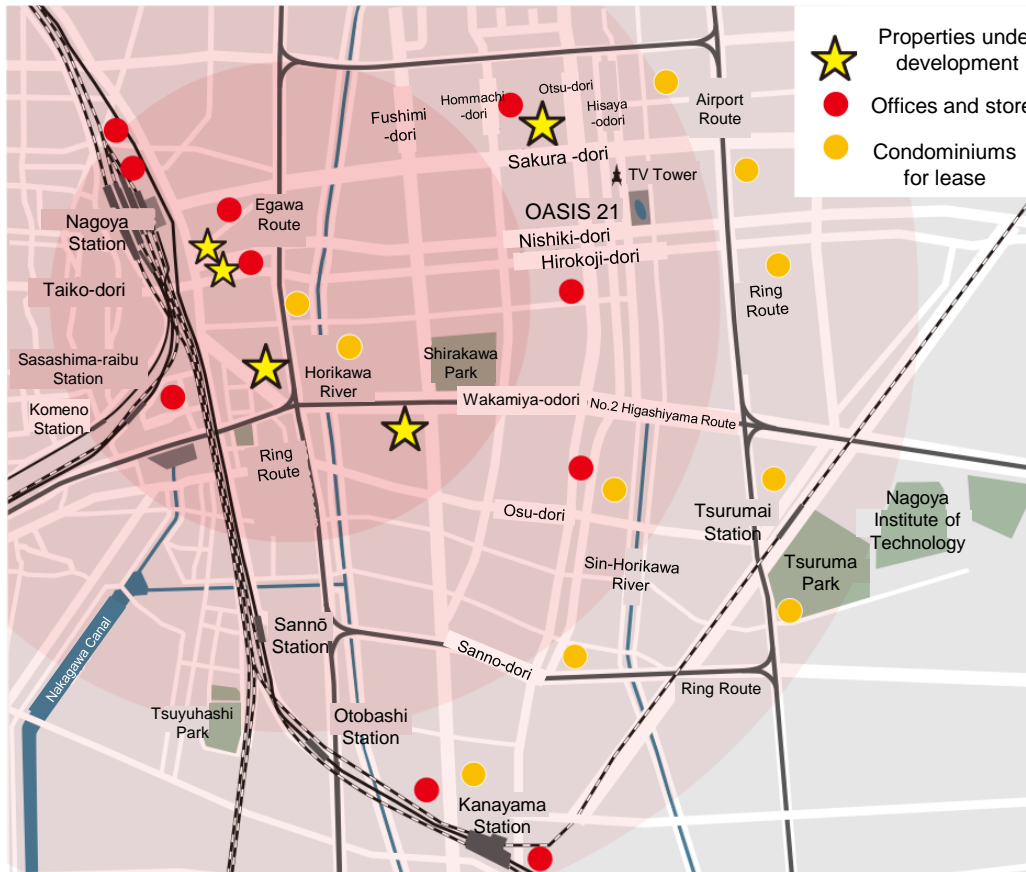 Properties unde
development
Offices and store
Condominiums
for lease
Otsu-dori
Hommachi
-dori
Hisaya
-odori
Fushimi
-dori
Airport
Route
Sakura -dori
TV Tower
Egawa
Route
OASIS 21
Nagoya
Station
Nishiki-dori
Hirokoji-dori
Taiko-dori
Ring
Route
Sasashima-raibu
Station
Shirakawa
Park
Horikawa
River
Komeno
Station
Wakamiya-odori
No.2 Higashiyama Route
Ring
Route
Osu-dori
Tsurumai
Station
Nagoya
Institute of
Technology
Sin-Horikawa
River
Tsuruma
Park
Sannō
Station
Nakagawa Canal
Sanno-dori
Ring Route
Tsuyuhashi
Park
Otobashi
Station
Kanayama
Station